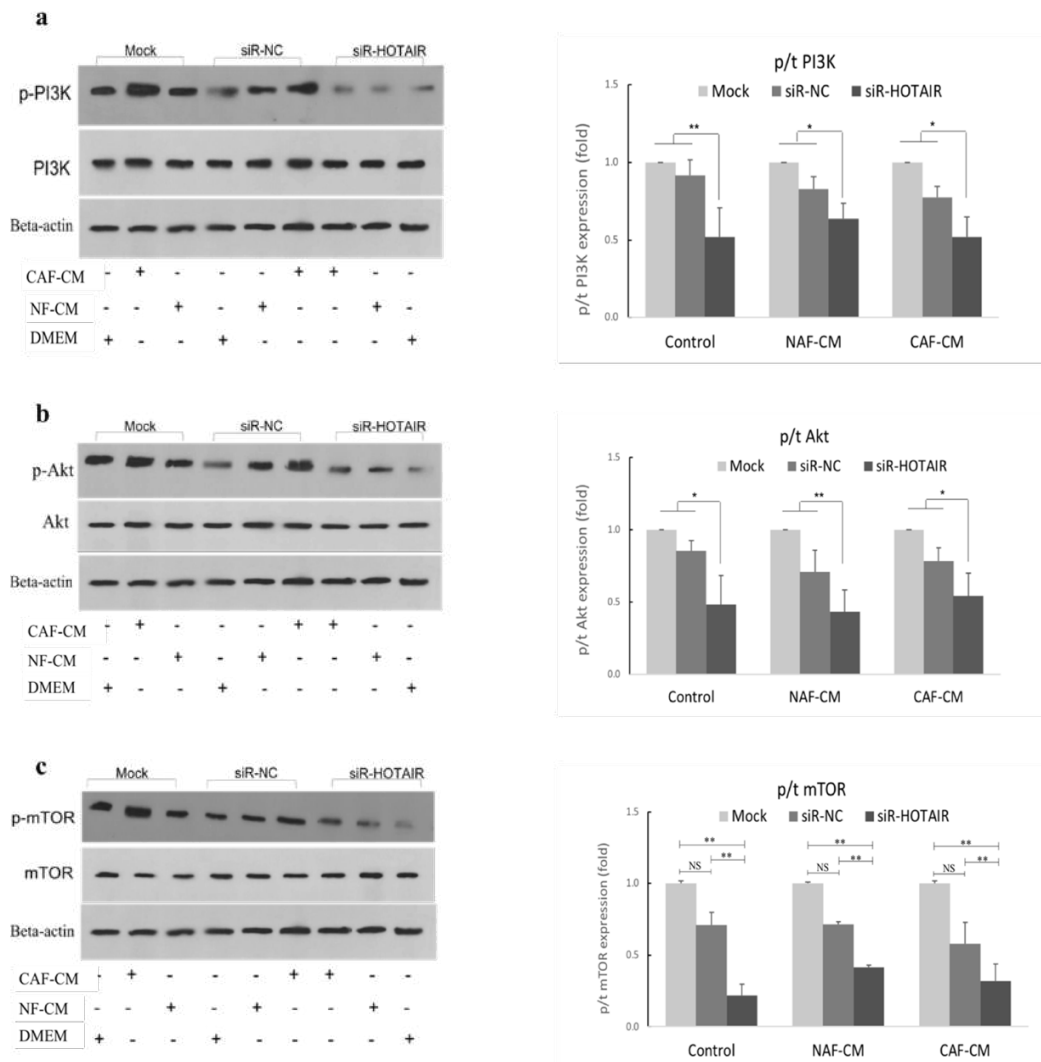 a
Mock siR-NC siR-HOTAIR
p-PI3K
PI3K
Beta-actin
CAF-CM - + - - - + + - -
NF-CM - - + - + - - + -
DMEM + - - + - - - - +
p/t PI3K
Mock siR-NC siR-HOTAIR
p/t PI3K expression (fold)
1.5
1.0
0.5
0.0
** * *
Control NAF-CM CAF-CM
b
Mock siR-NC siR-HOTAIR
p-Akt
Akt
Beta-actin
CAF-CM - + - - - + + - -
NF-CM - - + - + - - + -
DMEM + - - + - - - - +
p/t Akt
Mock siR-NC siR-HOTAIR
p/t Akt expression (fold)
1.5
1.0
0.5
0.0
* ** *
Control NAF-CM CAF-CM
c
Mock siR-NC siR-HOTAIR
p-mTOR
mTOR
Beta-actin
CAF-CM - + - - - + + - -
NF-CM - - + - + - - + -
DMEM + - - + - - - - +
p/t mTOR
Mock siR-NC siR-HOTAIR
p/t mTOR expression (fold)
1.0
0.5
0.0
** ** **
** ** **
NS NS NS
Control NAF-CM CAF-CM